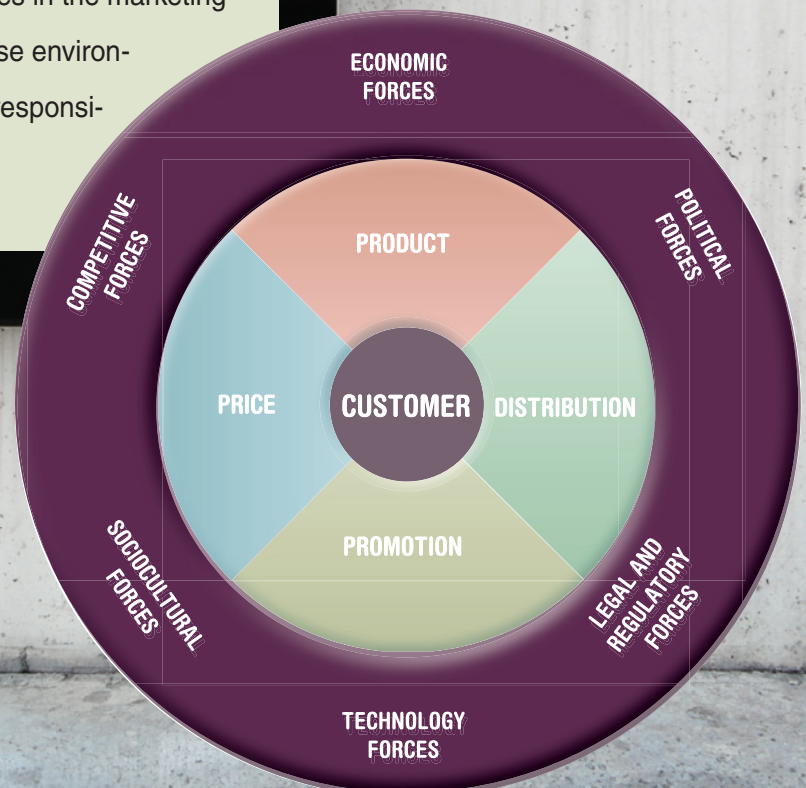 es in the marketing
se environ-
responsi-
ECONOMIC
FORCES
COMPETITIVE
FORCES
POLITICAL
FORCES
PRODUCT
PRICE
CUSTOMER
DISTRIBUTION
PROMOTION
SOCIOCULTURAL
FORCES
LEGAL AND
REGULATORY
FORCES
TECHNOLOGY
FORCES